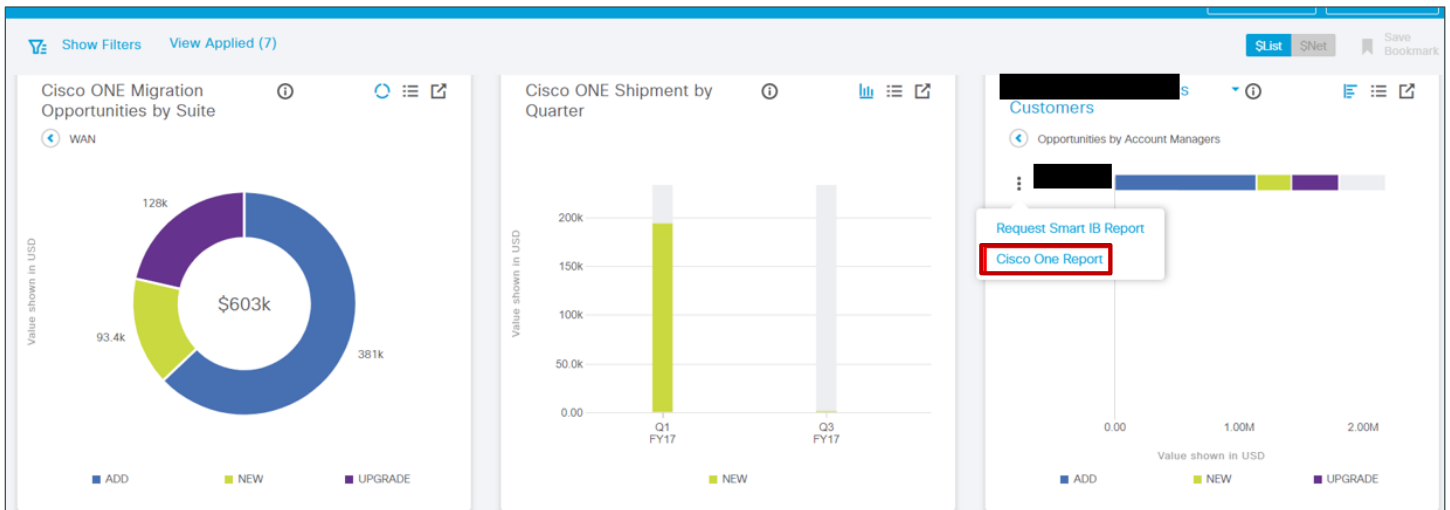 Show Filters
View Applied (7)
$List
$Net
Save
Bookmark
Cisco ONE Migration
Opportunities by Suite
WAN
Value shown in USD
128k
93.4k
$603k
381k
ADD
NEW
UPGRADE
Cisco ONE Shipment by
Quarter
Value shown in USD
200k
150k
100k
50.0k
0.00
Q1
FY17
Q3
FY17
NEW
s
Customers
Opportunities by Account Managers
Request Smart IB Report
Cisco One Report
0.00
1.00M
2.00M
Value shown in USD
ADD
NEW
UPGRADE